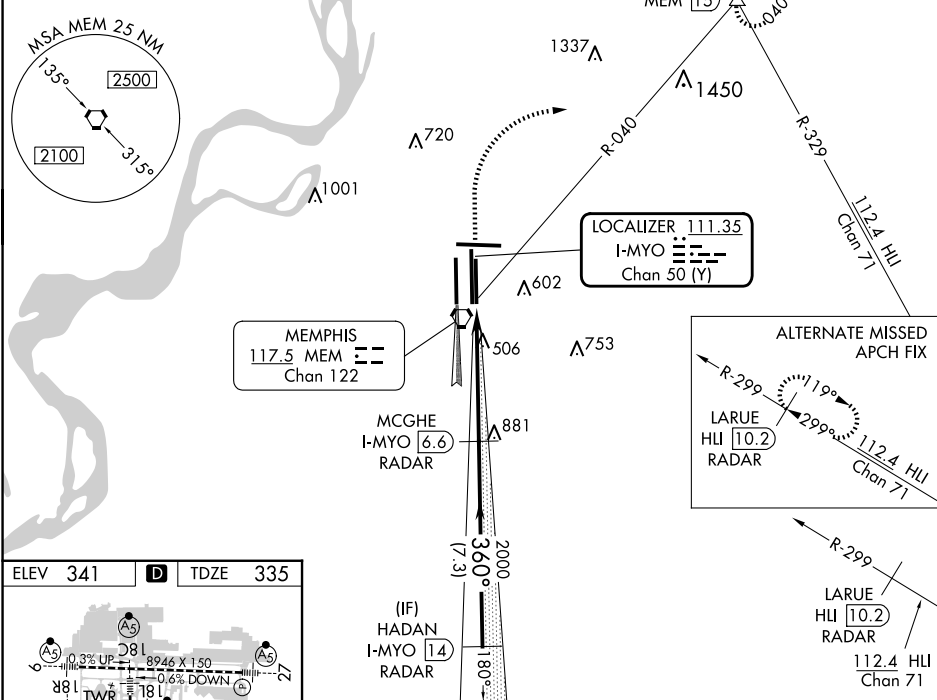 MSA MEM 25 NM
135°
2500
2100
315°
MEM 15
040
1337
1450
720
1001
R-040
R-329
112.4 HLI
Chan 71
LOCALIZER 111.35
I-MYO
Chan 50 (Y)
602
MEMPHIS
117.5 MEM
Chan 122
506
753
ALTERNATE MISSED
APCH FIX
R-299
119°
299°
LARUE
HLI 10.2
RADAR
112.4 HLI
Chan 71
MCGHE
I-MYO 6.6
RADAR
881
2000
360°
(7.3)
R-299
LARUE
HLI 10.2
RADAR
112.4 HLI
Chan 71
(IF)
HADAN
I-MYO 14
RADAR
180°
ELEV 341 D TDZE 335
A5
A5
A5
18C
9
0.3% UP
8946 X 150
0.6% DOWN
27
P
18R
TWR
18L